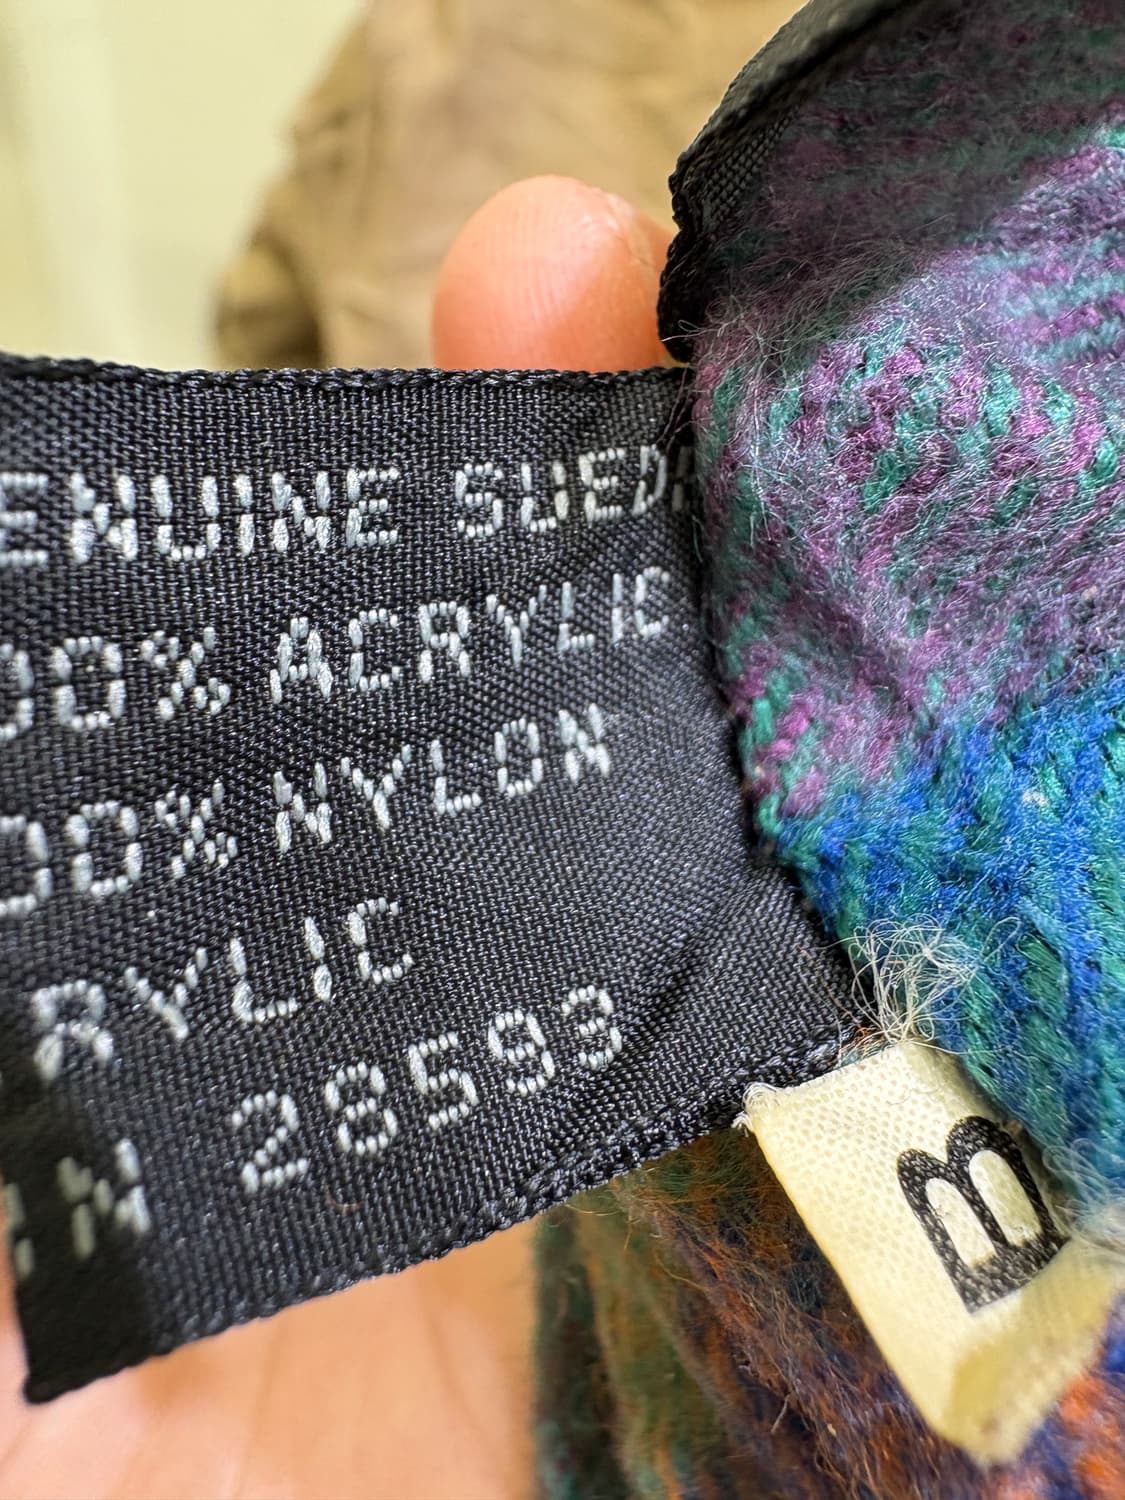 ENUINE SUED
00% ACRYLIC
00% NYLON
RYLIC
N 28593
B